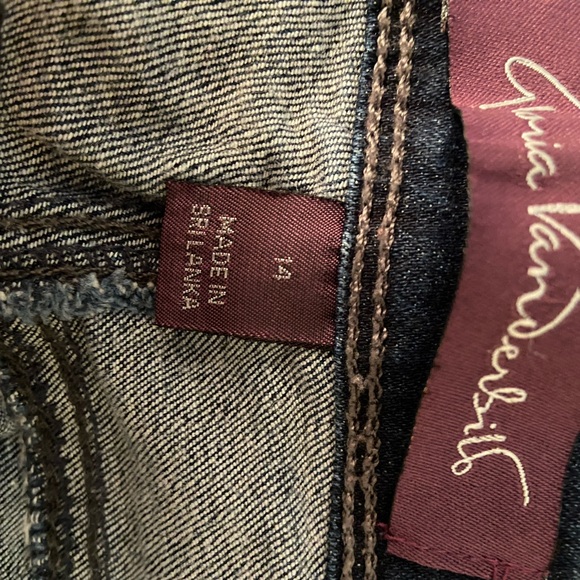 Gloria Vanderbilt
14
MADE IN
SRI LANKA